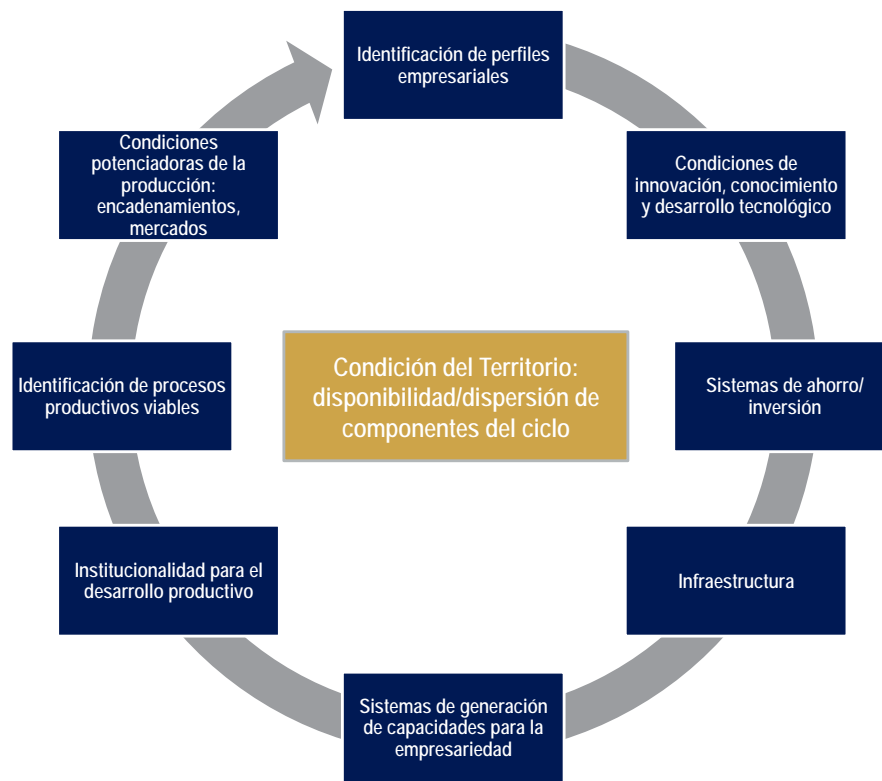 Identificación de perfiles
empresariales
Condiciones de
innovación, conocimiento
y desarrollo tecnológico
Sistemas de ahorro/
inversión
Infraestructura
Sistemas de generación
de capacidades para la
empresariedad
Institucionalidad para el
desarrollo productivo
Identificación de procesos
productivos viables
Condiciones
potenciadoras de la
producción:
encadenamientos,
mercados
Condición del Territorio:
disponibilidad/dispersión de
componentes del ciclo